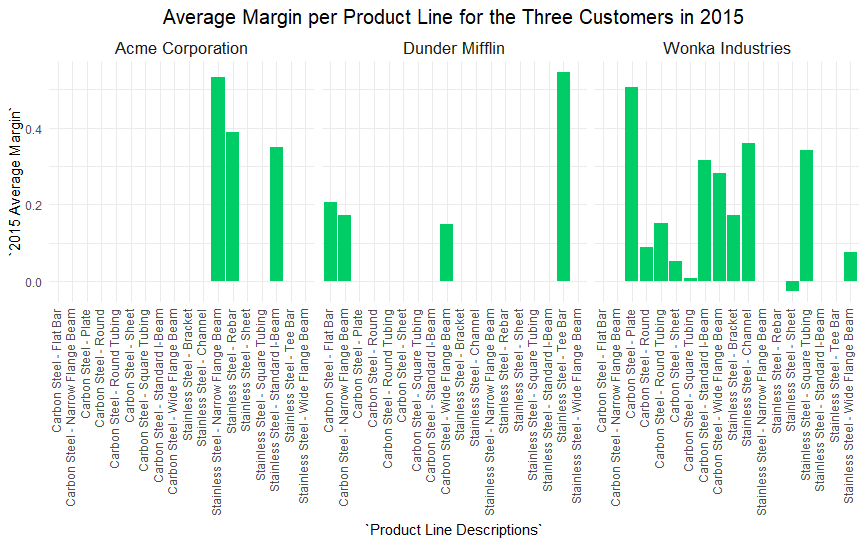 Average Margin per Product Line for the Three Customers in 2015
Acme Corporation
Dunder Mifflin
Wonka Industries
`2015 Average Margin`
0.4
0.2
0.0
Carbon Steel - Flat Bar
Carbon Steel - Narrow Flange Beam
Carbon Steel - Plate
Carbon Steel - Round
Carbon Steel - Round Tubing
Carbon Steel - Sheet
Carbon Steel - Square Tubing
Carbon Steel - Standard I-Beam
Carbon Steel - Wide Flange Beam
Stainless Steel - Bracket
Stainless Steel - Channel
Stainless Steel - Narrow Flange Beam
Stainless Steel - Rebar
Stainless Steel - Sheet
Stainless Steel - Square Tubing
Stainless Steel - Standard I-Beam
Stainless Steel - Tee Bar
Stainless Steel - Wide Flange Beam
Carbon Steel - Flat Bar
Carbon Steel - Narrow Flange Beam
Carbon Steel - Plate
Carbon Steel - Round
Carbon Steel - Round Tubing
Carbon Steel - Sheet
Carbon Steel - Square Tubing
Carbon Steel - Standard I-Beam
Carbon Steel - Wide Flange Beam
Stainless Steel - Bracket
Stainless Steel - Channel
Stainless Steel - Narrow Flange Beam
Stainless Steel - Rebar
Stainless Steel - Sheet
Stainless Steel - Square Tubing
Stainless Steel - Standard I-Beam
Stainless Steel - Tee Bar
Stainless Steel - Wide Flange Beam
Carbon Steel - Flat Bar
Carbon Steel - Narrow Flange Beam
Carbon Steel - Plate
Carbon Steel - Round
Carbon Steel - Round Tubing
Carbon Steel - Sheet
Carbon Steel - Square Tubing
Carbon Steel - Standard I-Beam
Carbon Steel - Wide Flange Beam
Stainless Steel - Bracket
Stainless Steel - Channel
Stainless Steel - Narrow Flange Beam
Stainless Steel - Rebar
Stainless Steel - Sheet
Stainless Steel - Square Tubing
Stainless Steel - Standard I-Beam
Stainless Steel - Tee Bar
Stainless Steel - Wide Flange Beam
`Product Line Descriptions`